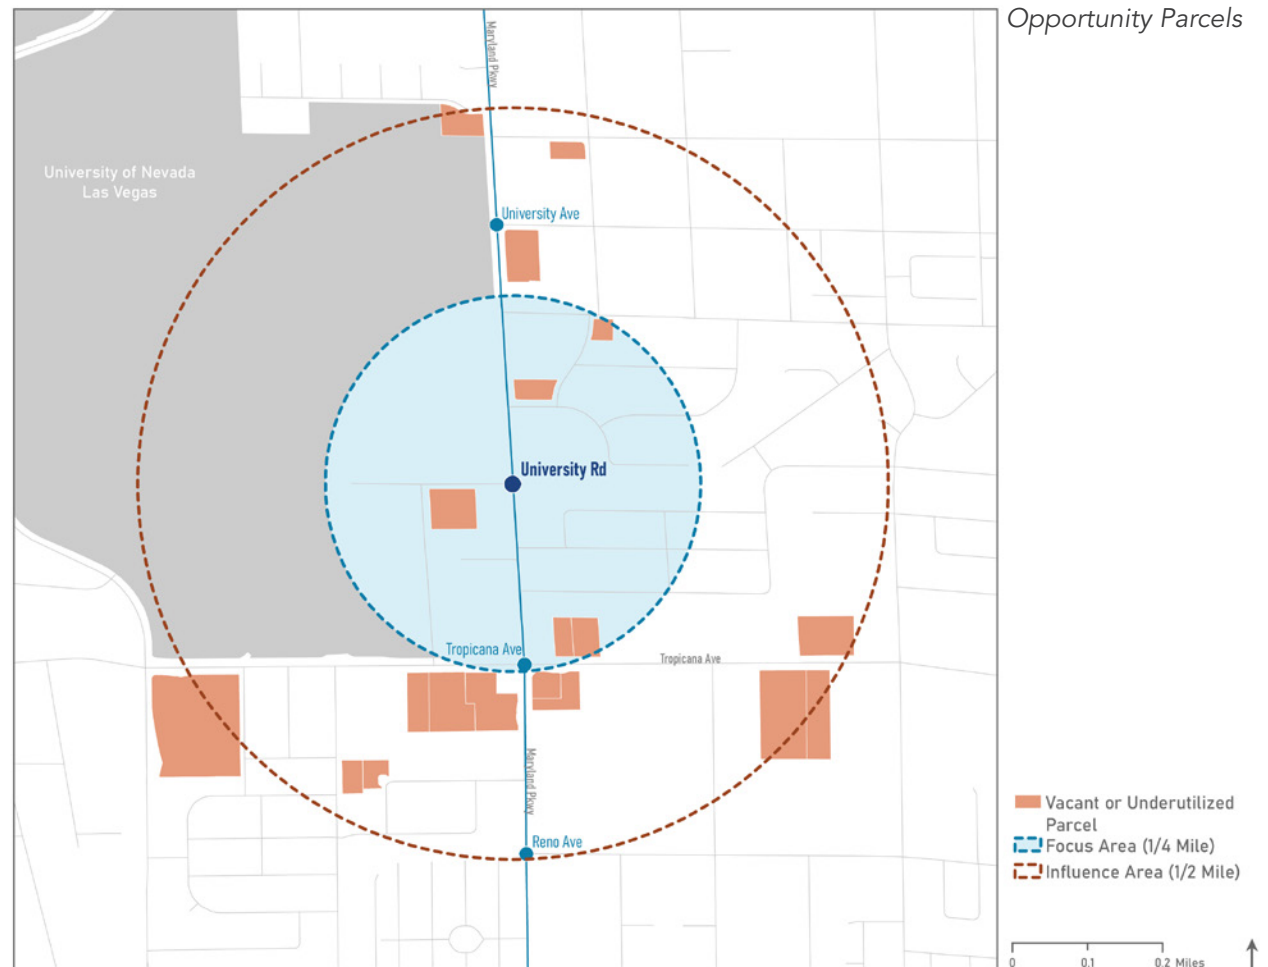 Opportunity Parcels
Maryland Pkwy
University of Nevada
Las Vegas
University Ave
University Rd
Tropicana Ave
Tropicana Ave
Maryland Pkwy
Reno Ave
Vacant or Underutilized
Parcel
Focus Area (1/4 Mile)
Influence Area (1/2 Mile)
0 0.1 0.2 Miles